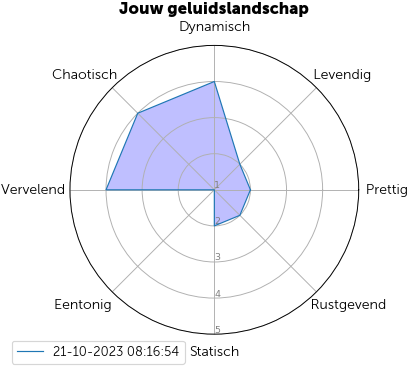 Jouw geluidslandschap
Dynamisch
Chaotisch
Levendig
Vervelend
1
Prettig
2
3
4
Eentonig
Rustgevend
5
21-10-2023 08:16:54
Statisch